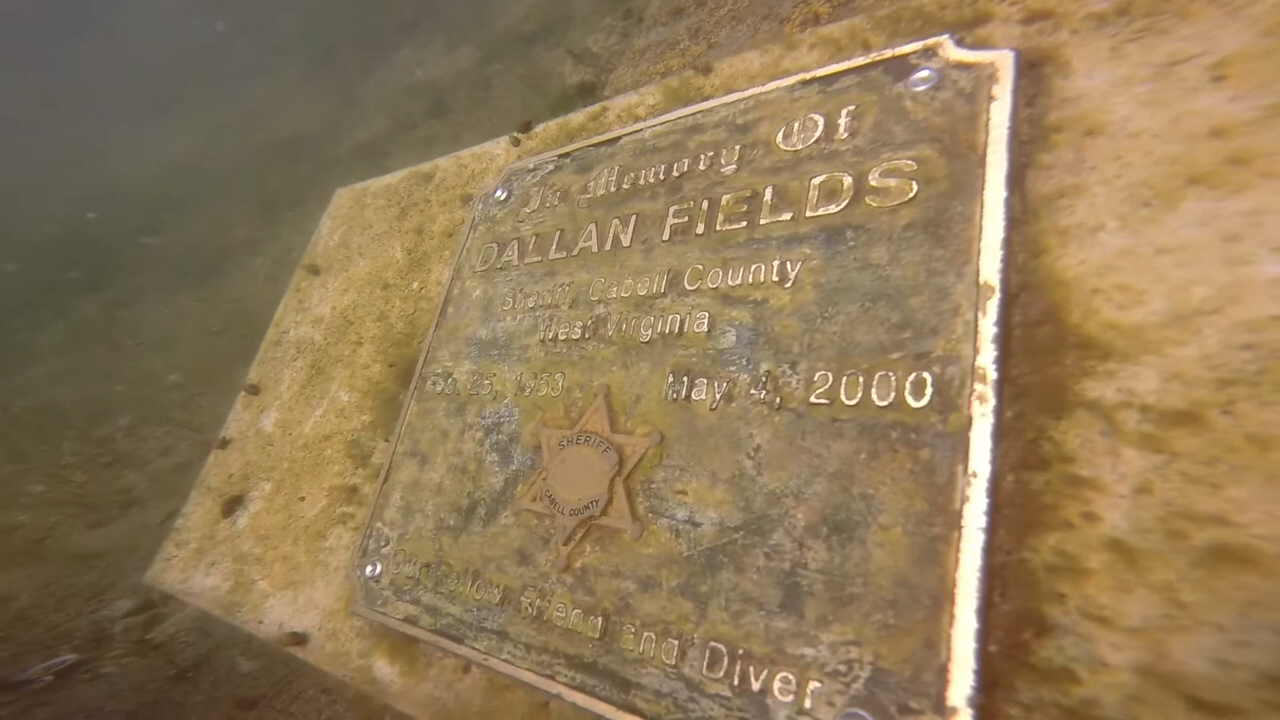 In Memory Of
DALLAN FIELDS
Sheriff, Cabell County
West Virginia
Feb. 25, 1953 May 4, 2000
SHERIFF
CABELL COUNTY
Our Fellow, Friend and Diver